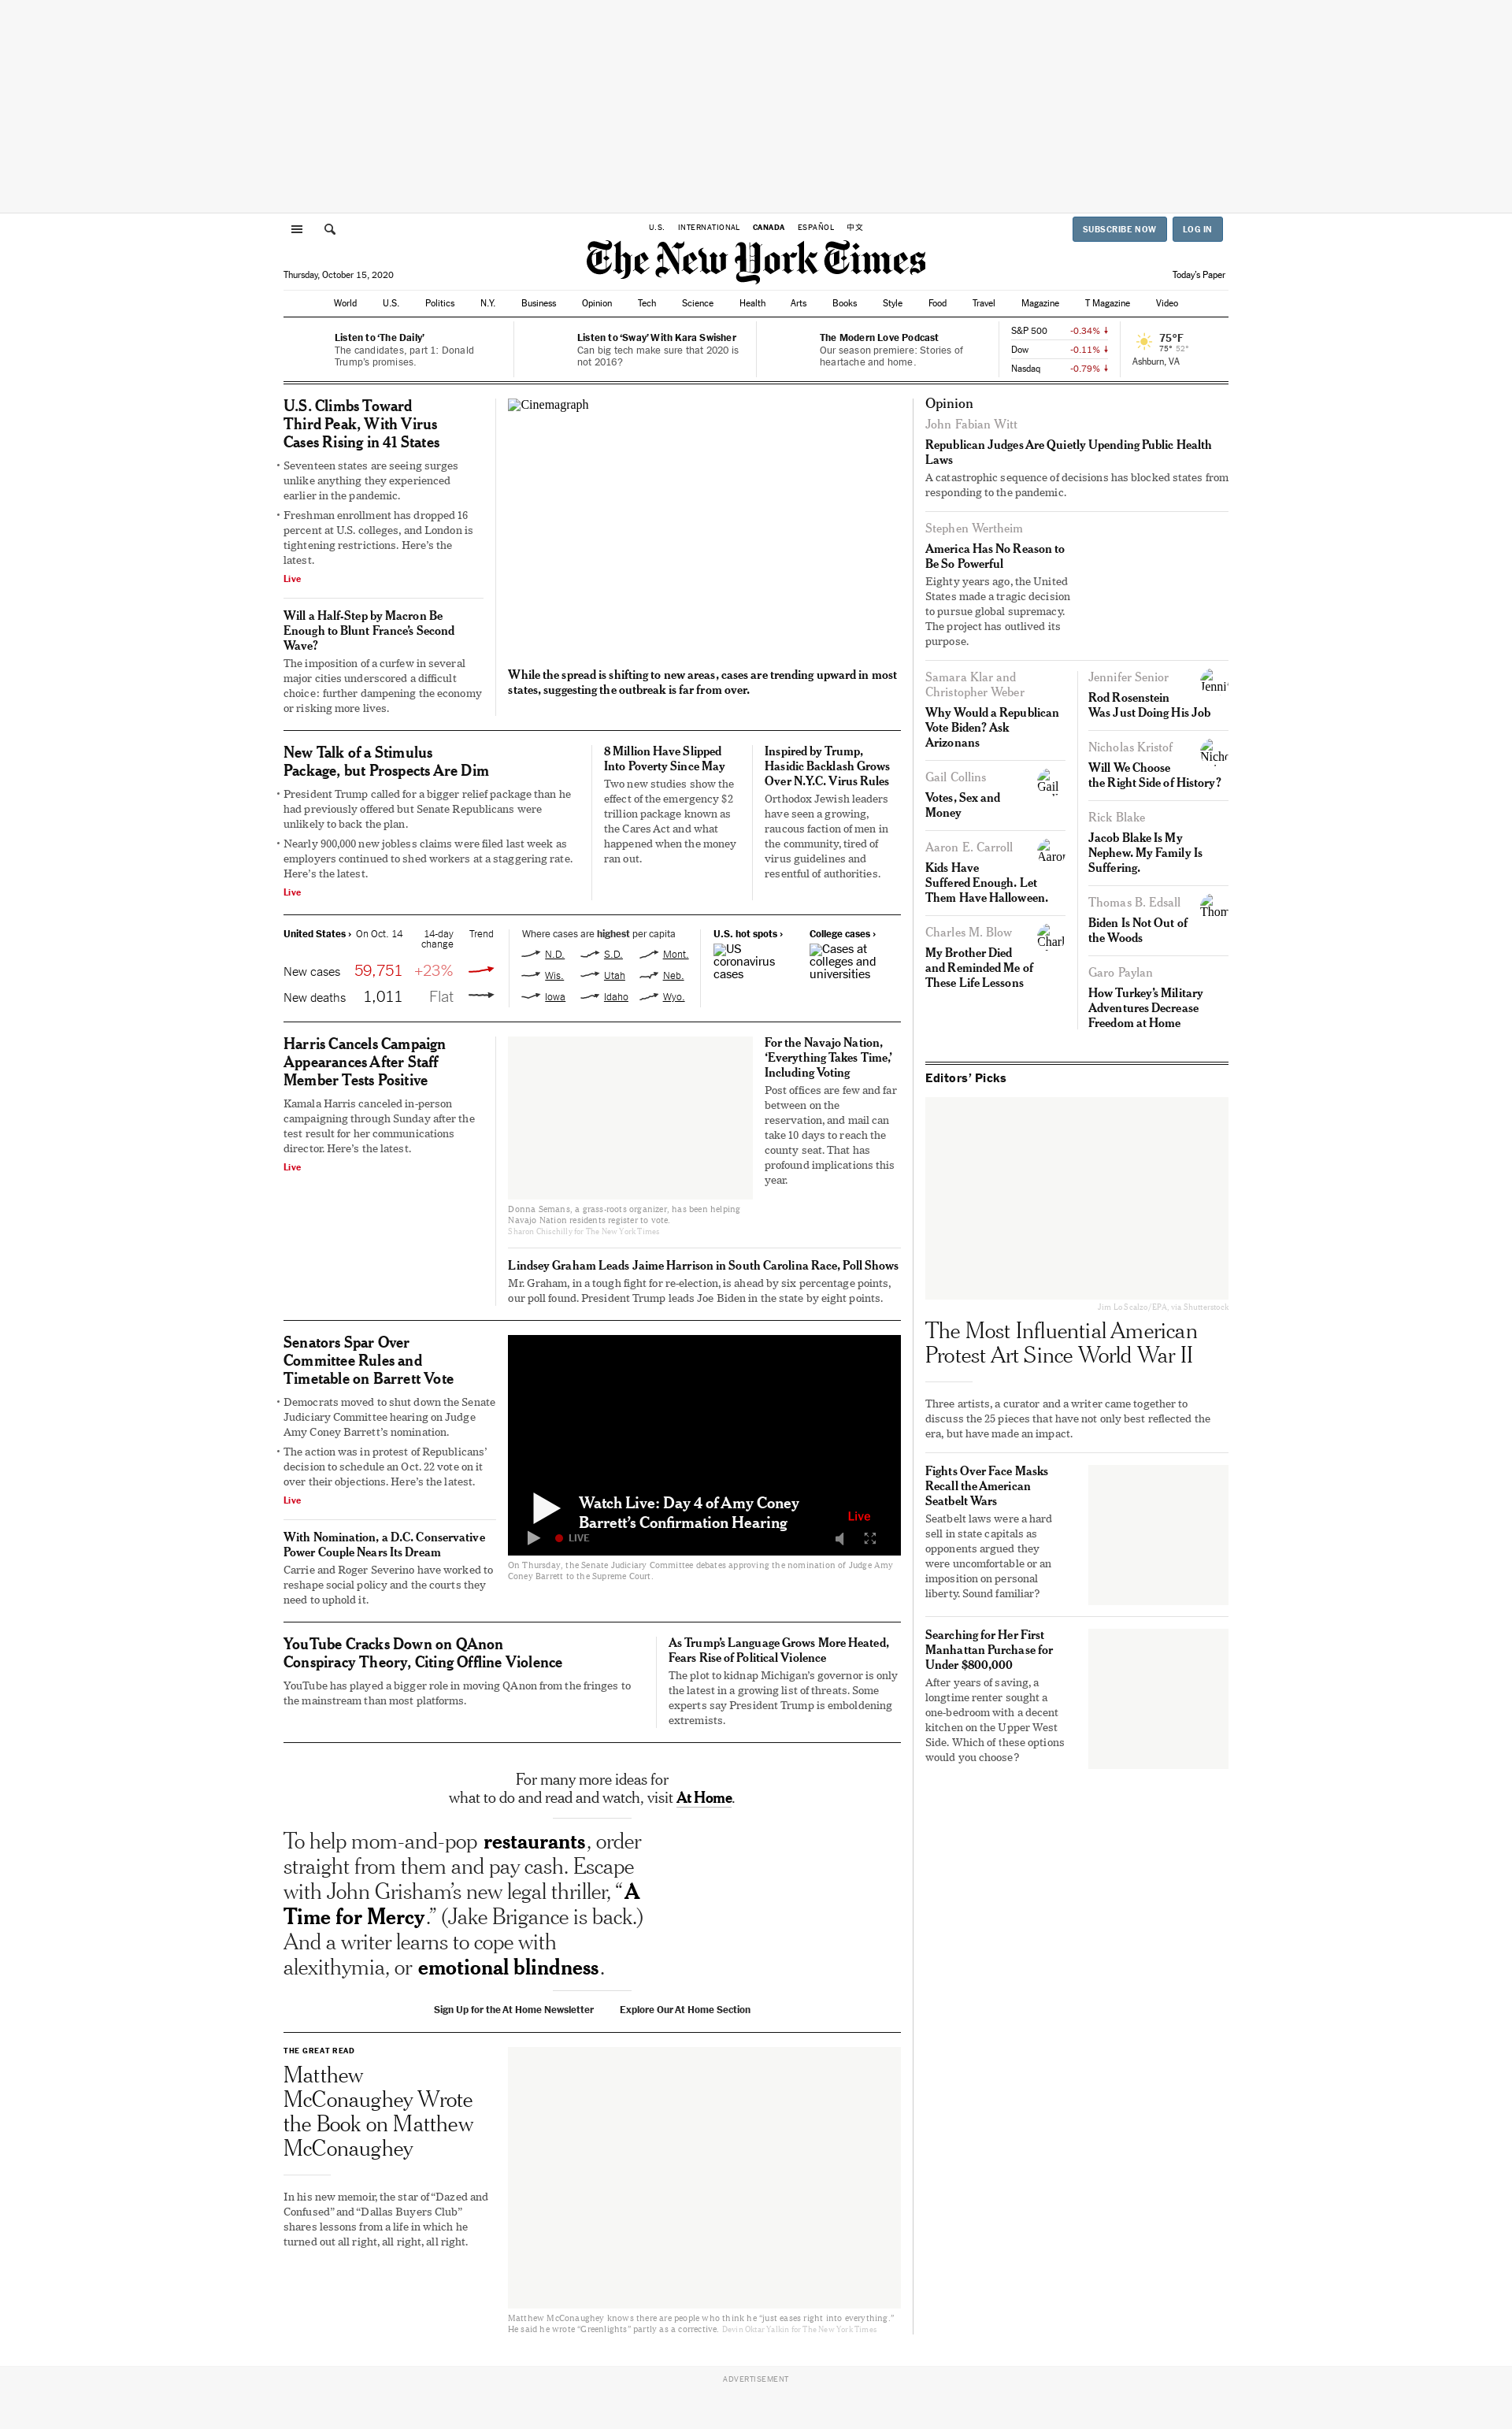 U.S. INTERNATIONAL CANADA ESPAÑOL 中文
SUBSCRIBE NOW LOG IN
The New York Times
Thursday, October 15, 2020
Today's Paper
World U.S. Politics N.Y. Business Opinion Tech Science Health Arts Books Style Food Travel Magazine T Magazine Video
Listen to ‘The Daily’
The candidates, part 1: Donald
Trump's promises.
Listen to ‘Sway’ With Kara Swisher
Can big tech make sure that 2020 is
not 2016?
The Modern Love Podcast
Our season premiere: Stories of
heartache and home.
S&P 500 -0.34% ↓
Dow -0.11% ↓
Nasdaq -0.79% ↓
75°F
75° 52°
Ashburn, VA
U.S. Climbs Toward
Third Peak, With Virus
Cases Rising in 41 States
• Seventeen states are seeing surges
unlike anything they experienced
earlier in the pandemic.
• Freshman enrollment has dropped 16
percent at U.S. colleges, and London is
tightening restrictions. Here’s the
latest.
Live
Will a Half-Step by Macron Be
Enough to Blunt France’s Second
Wave?
The imposition of a curfew in several
major cities underscored a difficult
choice: further dampening the economy
or risking more lives.
Cinemagraph
While the spread is shifting to new areas, cases are trending upward in most
states, suggesting the outbreak is far from over.
New Talk of a Stimulus
Package, but Prospects Are Dim
• President Trump called for a bigger relief package than he
had previously offered but Senate Republicans were
unlikely to back the plan.
• Nearly 900,000 new jobless claims were filed last week as
employers continued to shed workers at a staggering rate.
Here’s the latest.
Live
8 Million Have Slipped
Into Poverty Since May
Two new studies show the
effect of the emergency $2
trillion package known as
the Cares Act and what
happened when the money
ran out.
Inspired by Trump,
Hasidic Backlash Grows
Over N.Y.C. Virus Rules
Orthodox Jewish leaders
have seen a growing,
raucous faction of men in
the community, tired of
virus guidelines and
resentful of authorities.
United States › On Oct. 14 14-day
change Trend
New cases 59,751 +23%
New deaths 1,011 Flat
Where cases are highest per capita
N.D. S.D. Mont.
Wis. Utah Neb.
Iowa Idaho Wyo.
U.S. hot spots ›
US
coronavirus
cases
College cases ›
Cases at
colleges and
universities
Harris Cancels Campaign
Appearances After Staff
Member Tests Positive
Kamala Harris canceled in-person
campaigning through Sunday after the
test result for her communications
director. Here’s the latest.
Live
Donna Semans, a grass-roots organizer, has been helping
Navajo Nation residents register to vote.
Sharon Chischilly for The New York Times
For the Navajo Nation,
‘Everything Takes Time,’
Including Voting
Post offices are few and far
between on the
reservation, and mail can
take 10 days to reach the
county seat. That has
profound implications this
year.
Lindsey Graham Leads Jaime Harrison in South Carolina Race, Poll Shows
Mr. Graham, in a tough fight for re-election, is ahead by six percentage points,
our poll found. President Trump leads Joe Biden in the state by eight points.
Senators Spar Over
Committee Rules and
Timetable on Barrett Vote
• Democrats moved to shut down the Senate
Judiciary Committee hearing on Judge
Amy Coney Barrett’s nomination.
• The action was in protest of Republicans’
decision to schedule an Oct. 22 vote on it
over their objections. Here’s the latest.
Live
With Nomination, a D.C. Conservative
Power Couple Nears Its Dream
Carrie and Roger Severino have worked to
reshape social policy and the courts they
need to uphold it.
Watch Live: Day 4 of Amy Coney
Barrett’s Confirmation Hearing
Live
LIVE
On Thursday, the Senate Judiciary Committee debates approving the nomination of Judge Amy
Coney Barrett to the Supreme Court.
YouTube Cracks Down on QAnon
Conspiracy Theory, Citing Offline Violence
YouTube has played a bigger role in moving QAnon from the fringes to
the mainstream than most platforms.
As Trump’s Language Grows More Heated,
Fears Rise of Political Violence
The plot to kidnap Michigan’s governor is only
the latest in a growing list of threats. Some
experts say President Trump is emboldening
extremists.
For many more ideas for
what to do and read and watch, visit At Home.
To help mom-and-pop restaurants, order
straight from them and pay cash. Escape
with John Grisham’s new legal thriller, “A
Time for Mercy.” (Jake Brigance is back.)
And a writer learns to cope with
alexithymia, or emotional blindness.
Sign Up for the At Home Newsletter Explore Our At Home Section
THE GREAT READ
Matthew
McConaughey Wrote
the Book on Matthew
McConaughey
In his new memoir, the star of “Dazed and
Confused” and “Dallas Buyers Club”
shares lessons from a life in which he
turned out all right, all right, all right.
Matthew McConaughey knows there are people who think he “just eases right into everything.”
He said he wrote “Greenlights” partly as a corrective. Devin Oktar Yalkin for The New York Times
Opinion
John Fabian Witt
Republican Judges Are Quietly Upending Public Health
Laws
A catastrophic sequence of decisions has blocked states from
responding to the pandemic.
Stephen Wertheim
America Has No Reason to
Be So Powerful
Eighty years ago, the United
States made a tragic decision
to pursue global supremacy.
The project has outlived its
purpose.
Samara Klar and
Christopher Weber
Why Would a Republican
Vote Biden? Ask
Arizonans
Gail Collins
Gail
Votes, Sex and
Money
Aaron E. Carroll
Aaron
Kids Have
Suffered Enough. Let
Them Have Halloween.
Charles M. Blow
Charl
My Brother Died
and Reminded Me of
These Life Lessons
Jennifer Senior
Jenni
Rod Rosenstein
Was Just Doing His Job
Nicholas Kristof
Nicho
Will We Choose
the Right Side of History?
Rick Blake
Jacob Blake Is My
Nephew. My Family Is
Suffering.
Thomas B. Edsall
Thom
Biden Is Not Out of
the Woods
Garo Paylan
How Turkey’s Military
Adventures Decrease
Freedom at Home
Editors’ Picks
Jim Lo Scalzo/EPA, via Shutterstock
The Most Influential American
Protest Art Since World War II
Three artists, a curator and a writer came together to
discuss the 25 pieces that have not only best reflected the
era, but have made an impact.
Fights Over Face Masks
Recall the American
Seatbelt Wars
Seatbelt laws were a hard
sell in state capitals as
opponents argued they
were uncomfortable or an
imposition on personal
liberty. Sound familiar?
Searching for Her First
Manhattan Purchase for
Under $800,000
After years of saving, a
longtime renter sought a
one-bedroom with a decent
kitchen on the Upper West
Side. Which of these options
would you choose?
ADVERTISEMENT